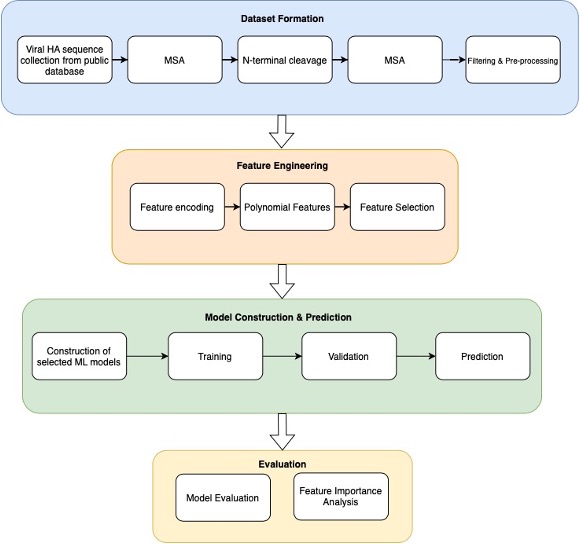 Dataset Formation
Viral HA sequence
collection from public
database
MSA
N-terminal cleavage
MSA
Filtering & Pre-processing
Feature Engineering
Feature encoding
Polynomial Features
Feature Selection
Model Construction & Prediction
Construction of
selected ML models
Training
Validation
Prediction
Evaluation
Model Evaluation
Feature Importance
Analysis